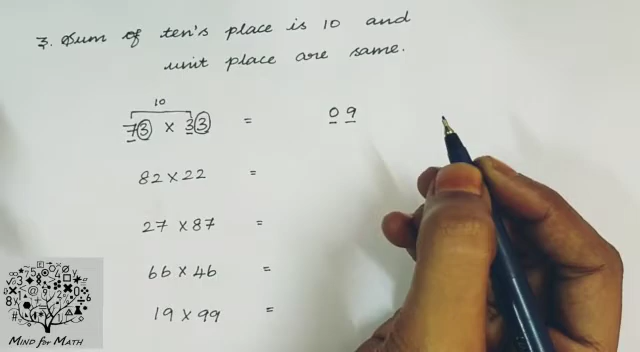 3. Sum of ten's place is 10 and
unit place are same.
10
73 × 33 = 09
82 × 22 =
27 × 87 =
66 × 46 =
19 × 99 =
MIND for MATH